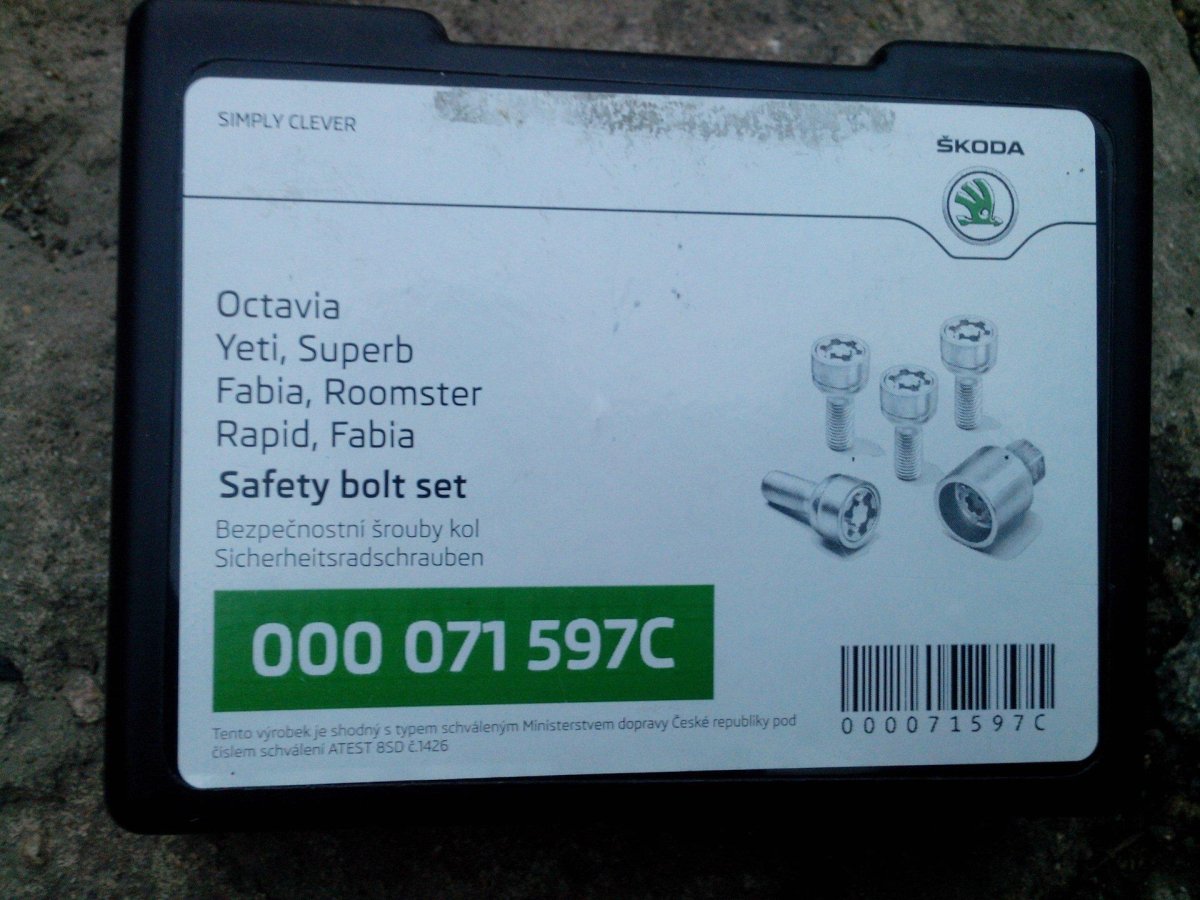 SIMPLY CLEVER
ŠKODA
Octavia
Yeti, Superb
Fabia, Roomster
Rapid, Fabia
Safety bolt set
Bezpečnostní šrouby kol
Sicherheitsradschrauben
000 071 597C
Tento výrobek je shodný s typem schváleným Ministerstvem dopravy České republiky pod
číslem schválení ATEST 8SD č.1426
000071597C